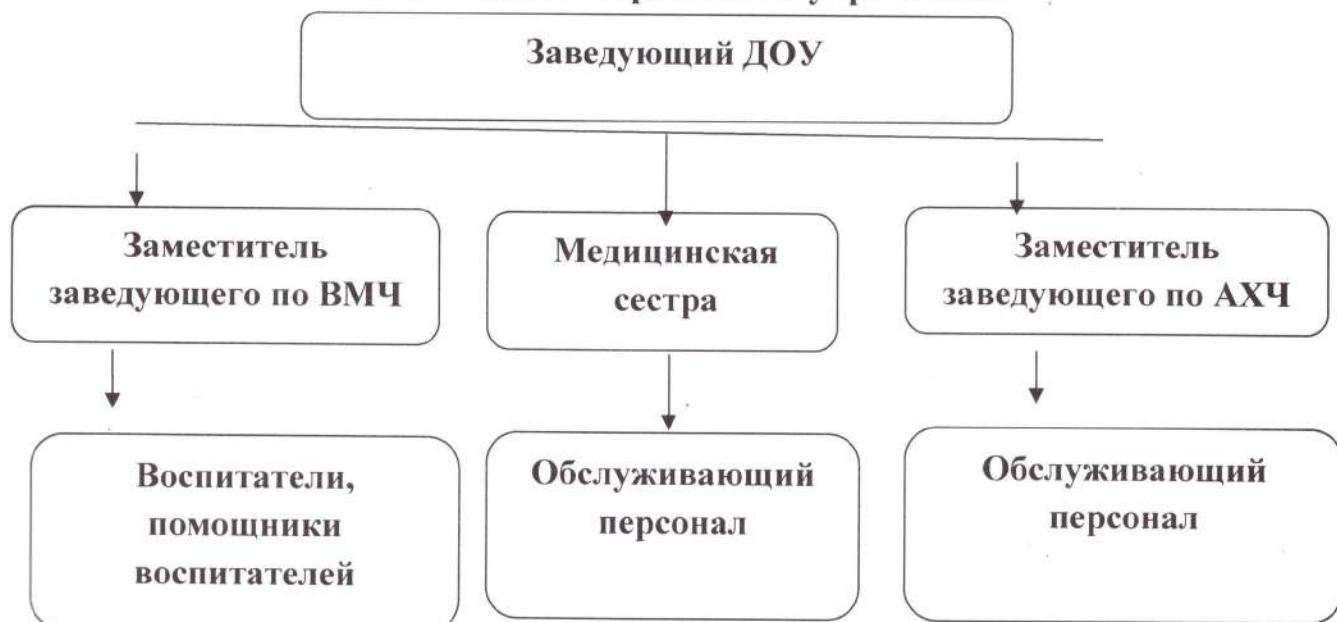 Заведующий ДОУ
Заместитель
заведующего по ВМЧ
Медицинская
сестра
Заместитель
заведующего по АХЧ
Воспитатели,
помощники
воспитателей
Обслуживающий
персонал
Обслуживающий
персонал